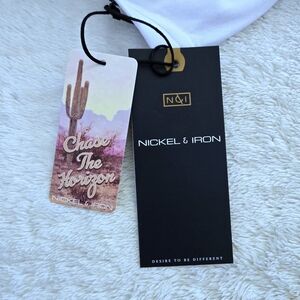 Chase
The
Horizon
NICKEL & IRON
N&I
NICKEL & IRON
DESIRE TO BE DIFFERENT